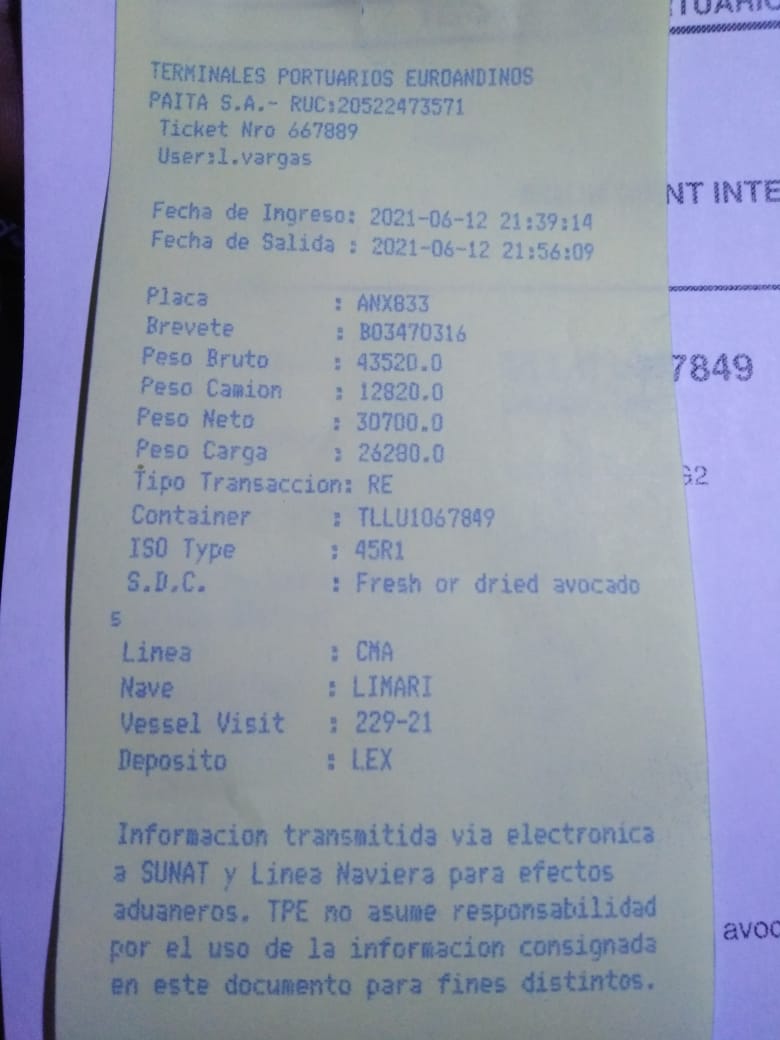 TERMINALES PORTUARIOS EUROANDINOS
PAITA S.A.- RUC:20522473571
Ticket Nro 667889
User:l.vargas
Fecha de Ingreso: 2021-06-12 21:39:14
Fecha de Salida : 2021-06-12 21:56:09
Placa : ANX833
Brevete : B03470316
Peso Bruto : 43520.0
Peso Camion : 12820.0
Peso Neto : 30700.0
Peso Carga : 26280.0
Tipo Transaccion: RE
Container : TLLU1067849
ISO Type : 45R1
S.D.C. : Fresh or dried avocado
s
Linea : CMA
Nave : LIMARI
Vessel Visit : 229-21
Deposito : LEX
Informacion transmitida via electronica
a SUNAT y Linea Naviera para efectos
aduaneros. TPE no asume responsabilidad
por el uso de la informacion consignada
en este documento para fines distintos.
NT INTE
7849
G2
avoc